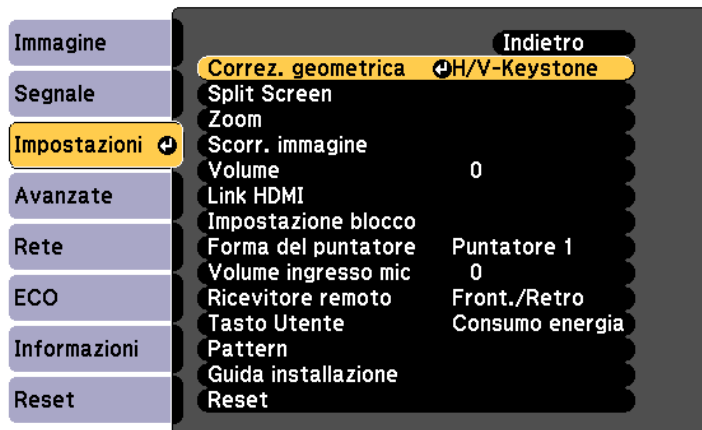 Immagine
Segnale
Impostazioni
Avanzate
Rete
ECO
Informazioni
Reset
Indietro
Correz. geometrica H/V-Keystone
Split Screen
Zoom
Scorr. immagine
Volume 0
Link HDMI
Impostazione blocco
Forma del puntatore Puntatore 1
Volume ingresso mic 0
Ricevitore remoto Front./Retro
Tasto Utente Consumo energia
Pattern
Guida installazione
Reset